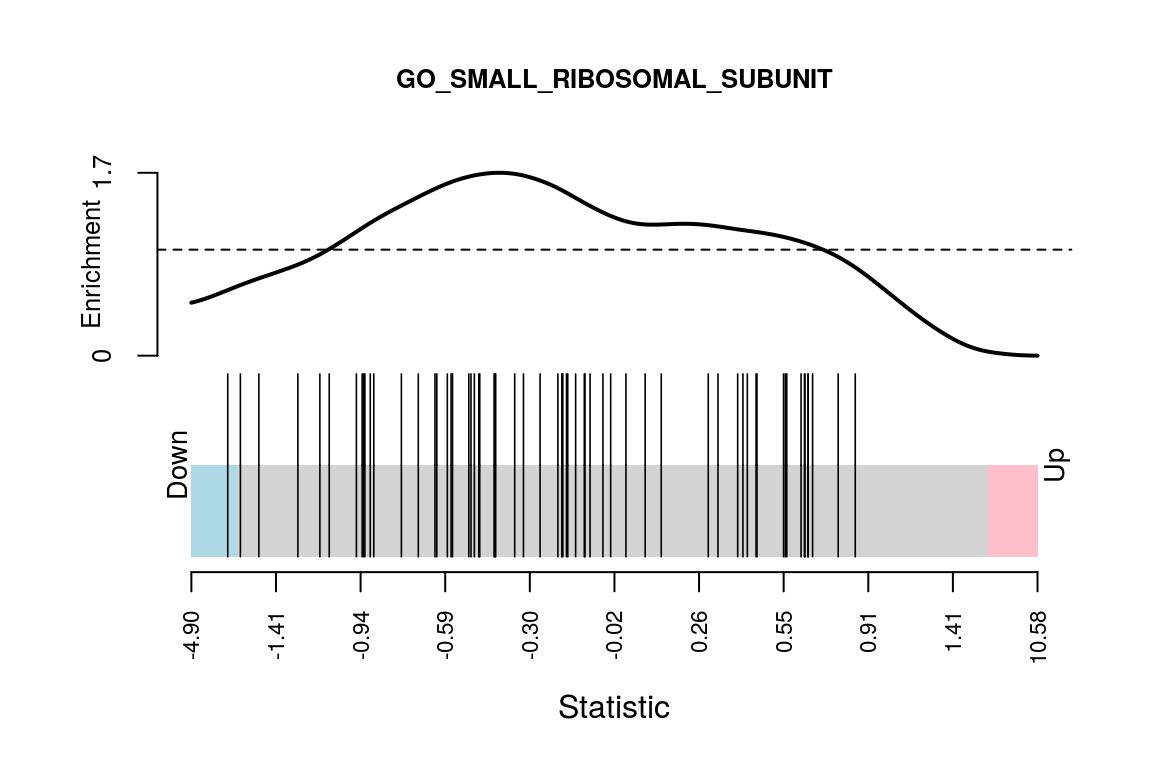 GO_SMALL_RIBOSOMAL_SUBUNIT
Enrichment
1.7
0
Down
Up
-4.90
-1.41
-0.94
-0.59
-0.30
-0.02
0.26
0.55
0.91
1.41
10.58
Statistic